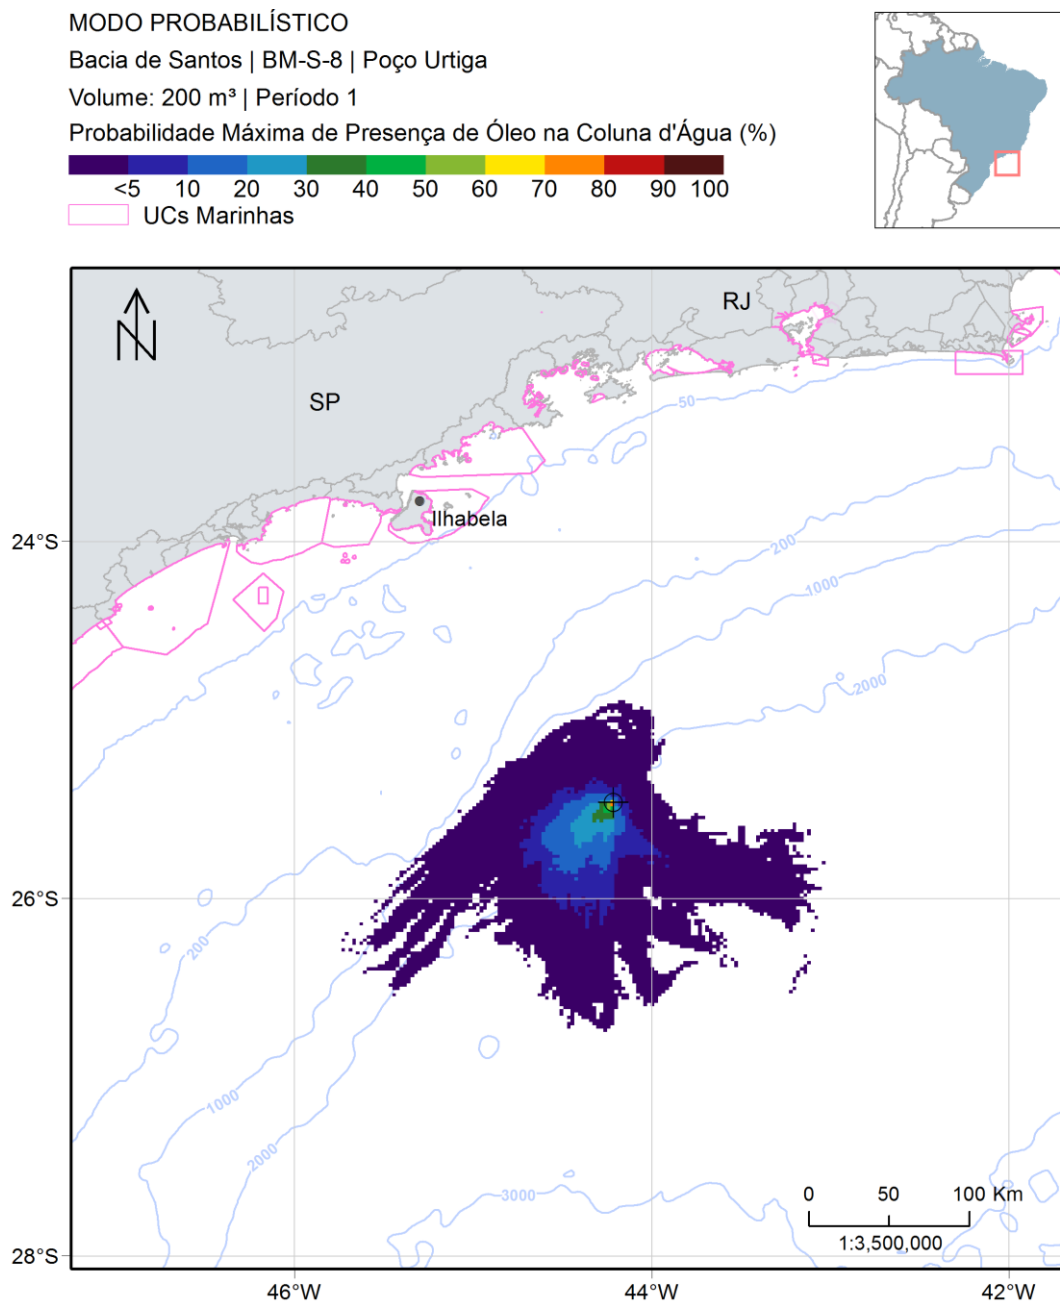 MODO PROBABILÍSTICO
Bacia de Santos | BM-S-8 | Poço Urtiga
Volume: 200 m³ | Período 1
Probabilidade Máxima de Presença de Óleo na Coluna d'Água (%)
<5 10 20 30 40 50 60 70 80 90 100
UCs Marinhas
N
RJ
SP
50
Ilhabela
24°S
200
1000
2000
26°S
200
1000
2000
3000
0 50 100 Km
1:3,500,000
28°S
46°W 44°W 42°W